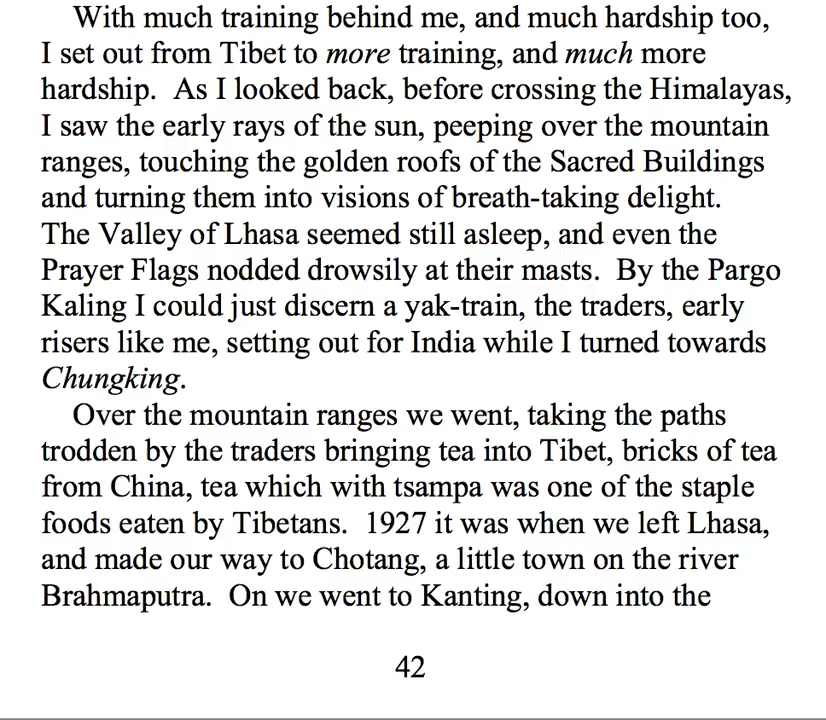 With much training behind me, and much hardship too,
I set out from Tibet to more training, and much more
hardship. As I looked back, before crossing the Himalayas,
I saw the early rays of the sun, peeping over the mountain
ranges, touching the golden roofs of the Sacred Buildings
and turning them into visions of breath-taking delight.
The Valley of Lhasa seemed still asleep, and even the
Prayer Flags nodded drowsily at their masts. By the Pargo
Kaling I could just discern a yak-train, the traders, early
risers like me, setting out for India while I turned towards
Chungking.
Over the mountain ranges we went, taking the paths
trodden by the traders bringing tea into Tibet, bricks of tea
from China, tea which with tsampa was one of the staple
foods eaten by Tibetans. 1927 it was when we left Lhasa,
and made our way to Chotang, a little town on the river
Brahmaputra. On we went to Kanting, down into the
42